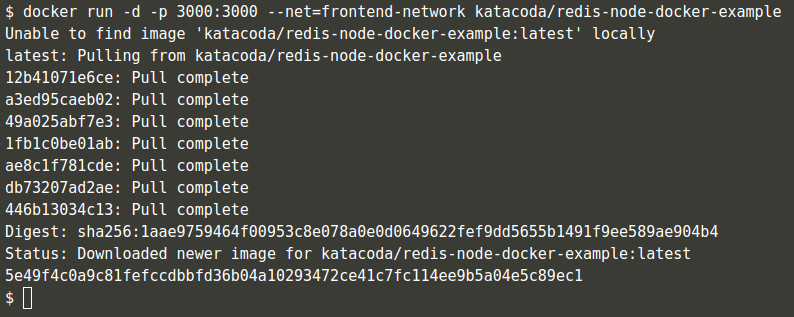 $ docker run -d -p 3000:3000 --net=frontend-network katacoda/redis-node-docker-example
Unable to find image 'katacoda/redis-node-docker-example:latest' locally
latest: Pulling from katacoda/redis-node-docker-example
12b41071e6ce: Pull complete
a3ed95caeb02: Pull complete
49a025abf7e3: Pull complete
1fb1c0be01ab: Pull complete
ae8c1f781cde: Pull complete
db73207ad2ae: Pull complete
446b13034c13: Pull complete
Digest: sha256:1aae9759464f00953c8e078a0e0d0649622fef9dd5655b1491f9ee589ae904b4
Status: Downloaded newer image for katacoda/redis-node-docker-example:latest
5e49f4c0a9c81fefccdbbfd36b04a10293472ce41c7fc114ee9b5a04e5c89ec1
$